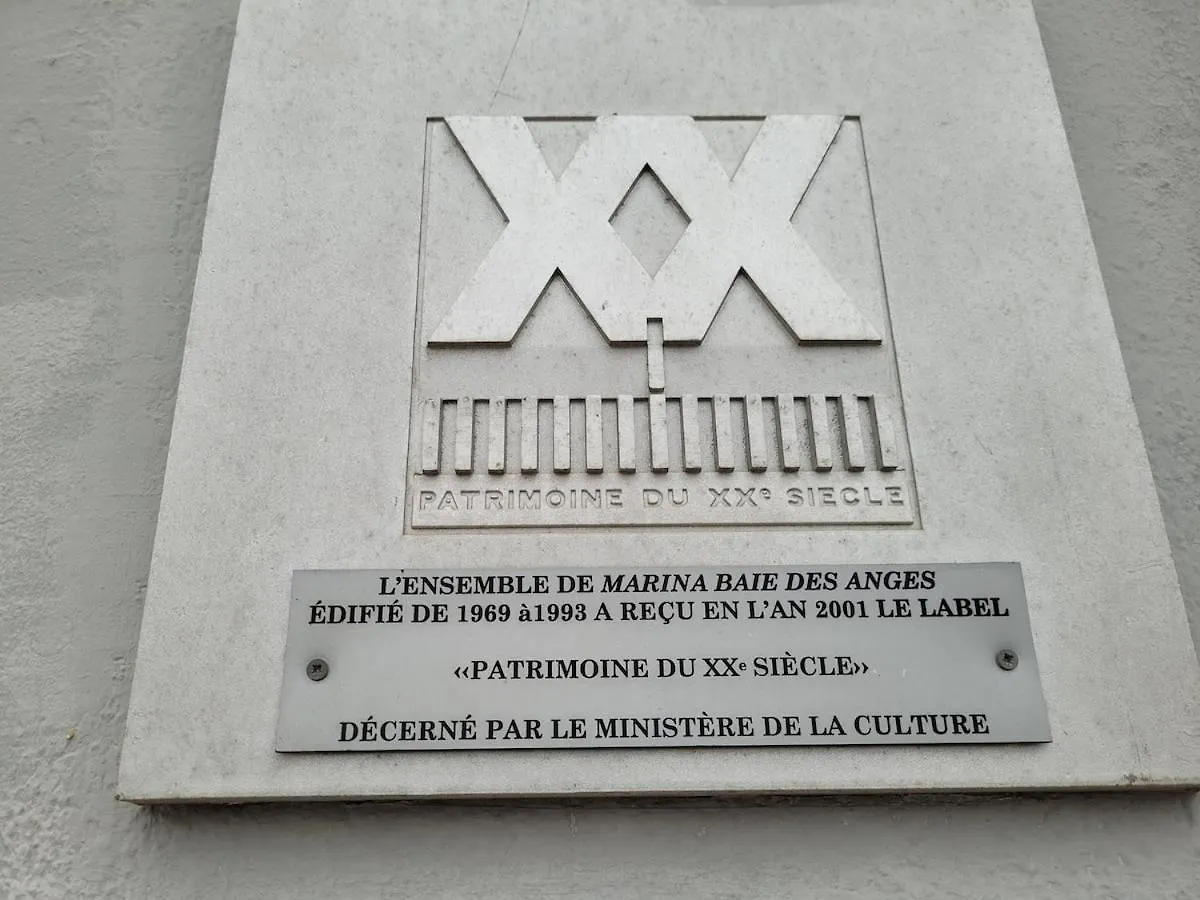 XX
PATRIMOINE DU XXe SIECLE
L'ENSEMBLE DE MARINA BAIE DES ANGES
ÉDIFIÉ DE 1969 à1993 A REÇU EN L'AN 2001 LE LABEL
‹‹PATRIMOINE DU XXe SIÈCLE››
DÉCERNÉ PAR LE MINISTÈRE DE LA CULTURE